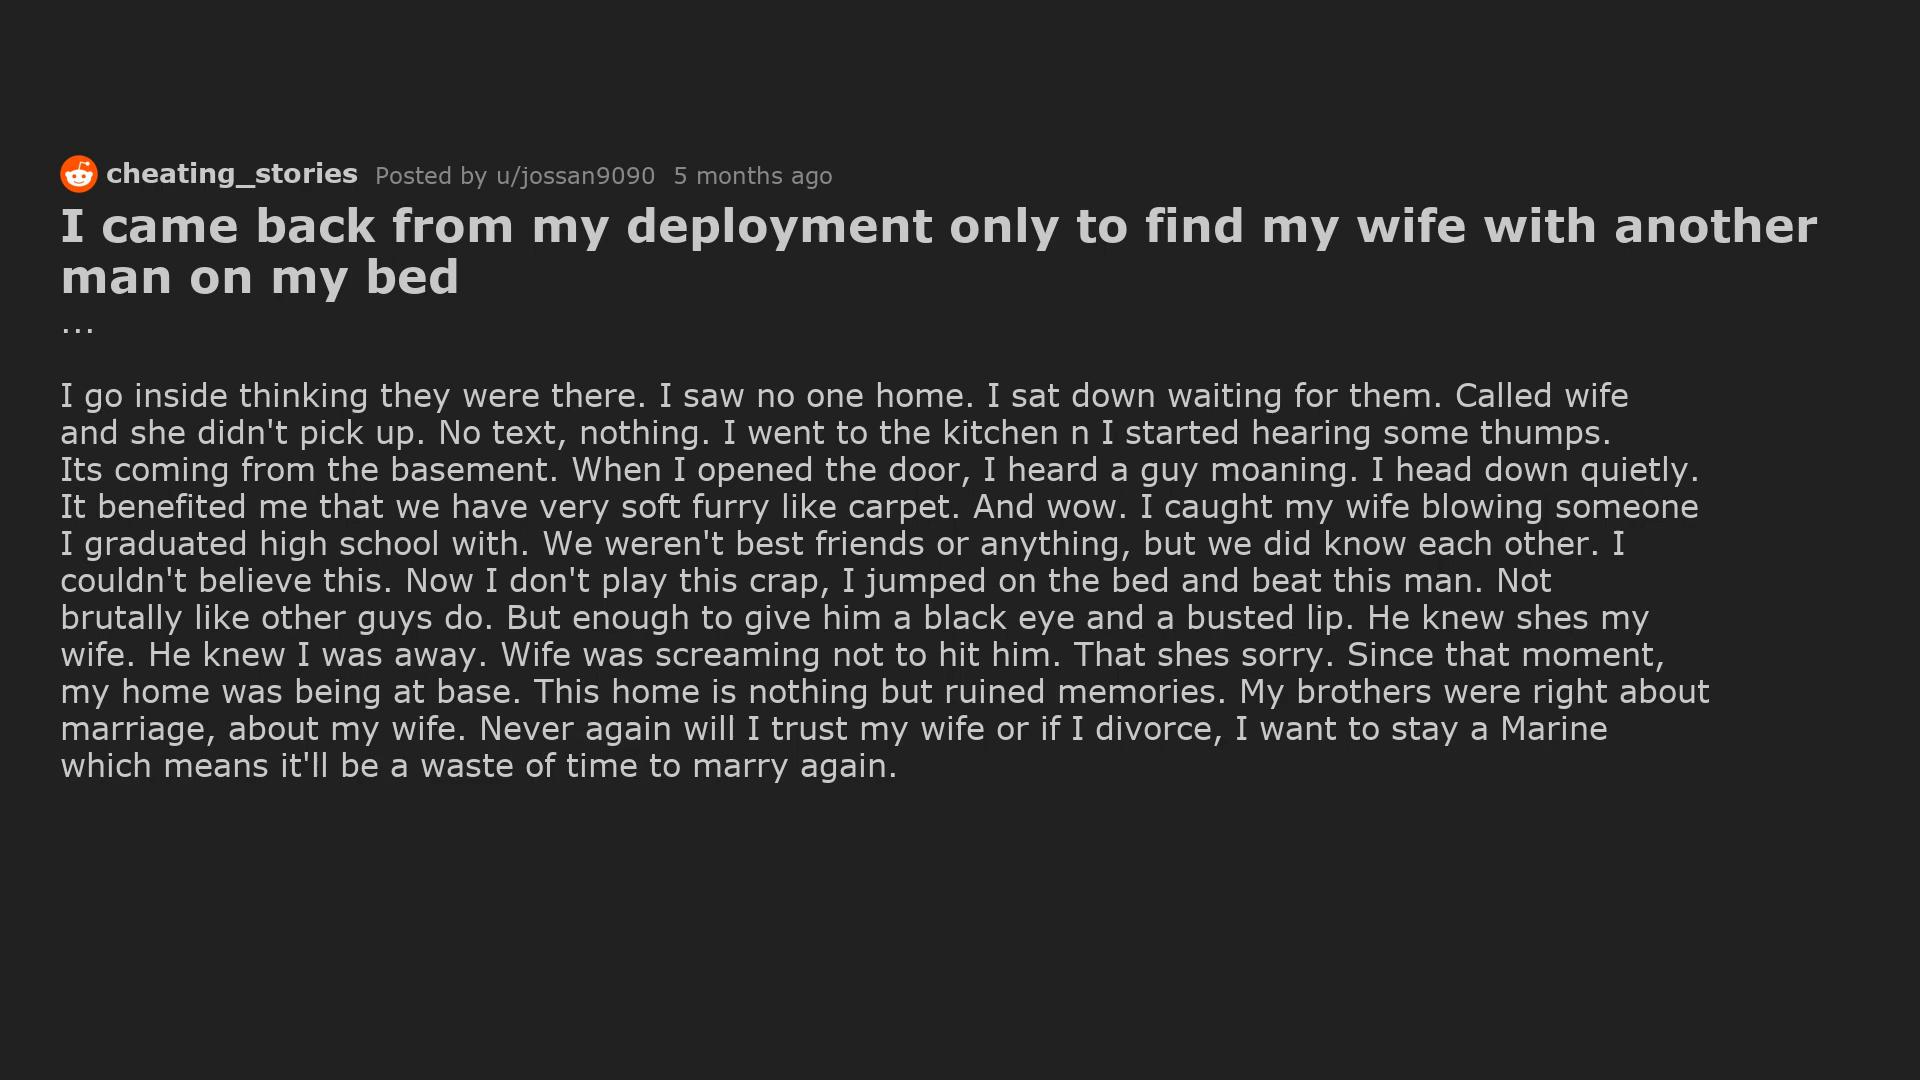 cheating_stories Posted by u/jossan9090 5 months ago
I came back from my deployment only to find my wife with another
man on my bed
...
I go inside thinking they were there. I saw no one home. I sat down waiting for them. Called wife
and she didn't pick up. No text, nothing. I went to the kitchen n I started hearing some thumps.
Its coming from the basement. When I opened the door, I heard a guy moaning. I head down quietly.
It benefited me that we have very soft furry like carpet. And wow. I caught my wife blowing someone
I graduated high school with. We weren't best friends or anything, but we did know each other. I
couldn't believe this. Now I don't play this crap, I jumped on the bed and beat this man. Not
brutally like other guys do. But enough to give him a black eye and a busted lip. He knew shes my
wife. He knew I was away. Wife was screaming not to hit him. That shes sorry. Since that moment,
my home was being at base. This home is nothing but ruined memories. My brothers were right about
marriage, about my wife. Never again will I trust my wife or if I divorce, I want to stay a Marine
which means it'll be a waste of time to marry again.